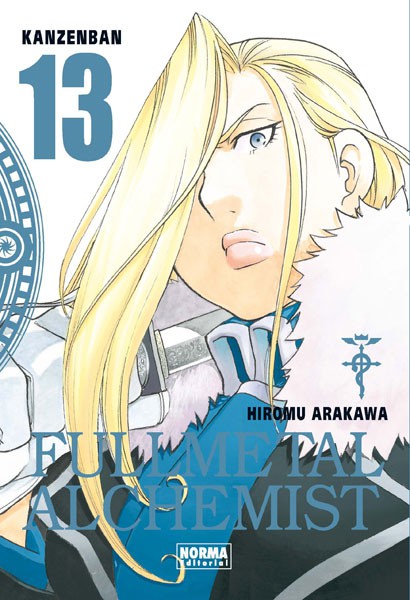 KANZENBAN
13
HIROMU ARAKAWA
FULLMETAL
ALCHEMIST
NORMA
Editorial